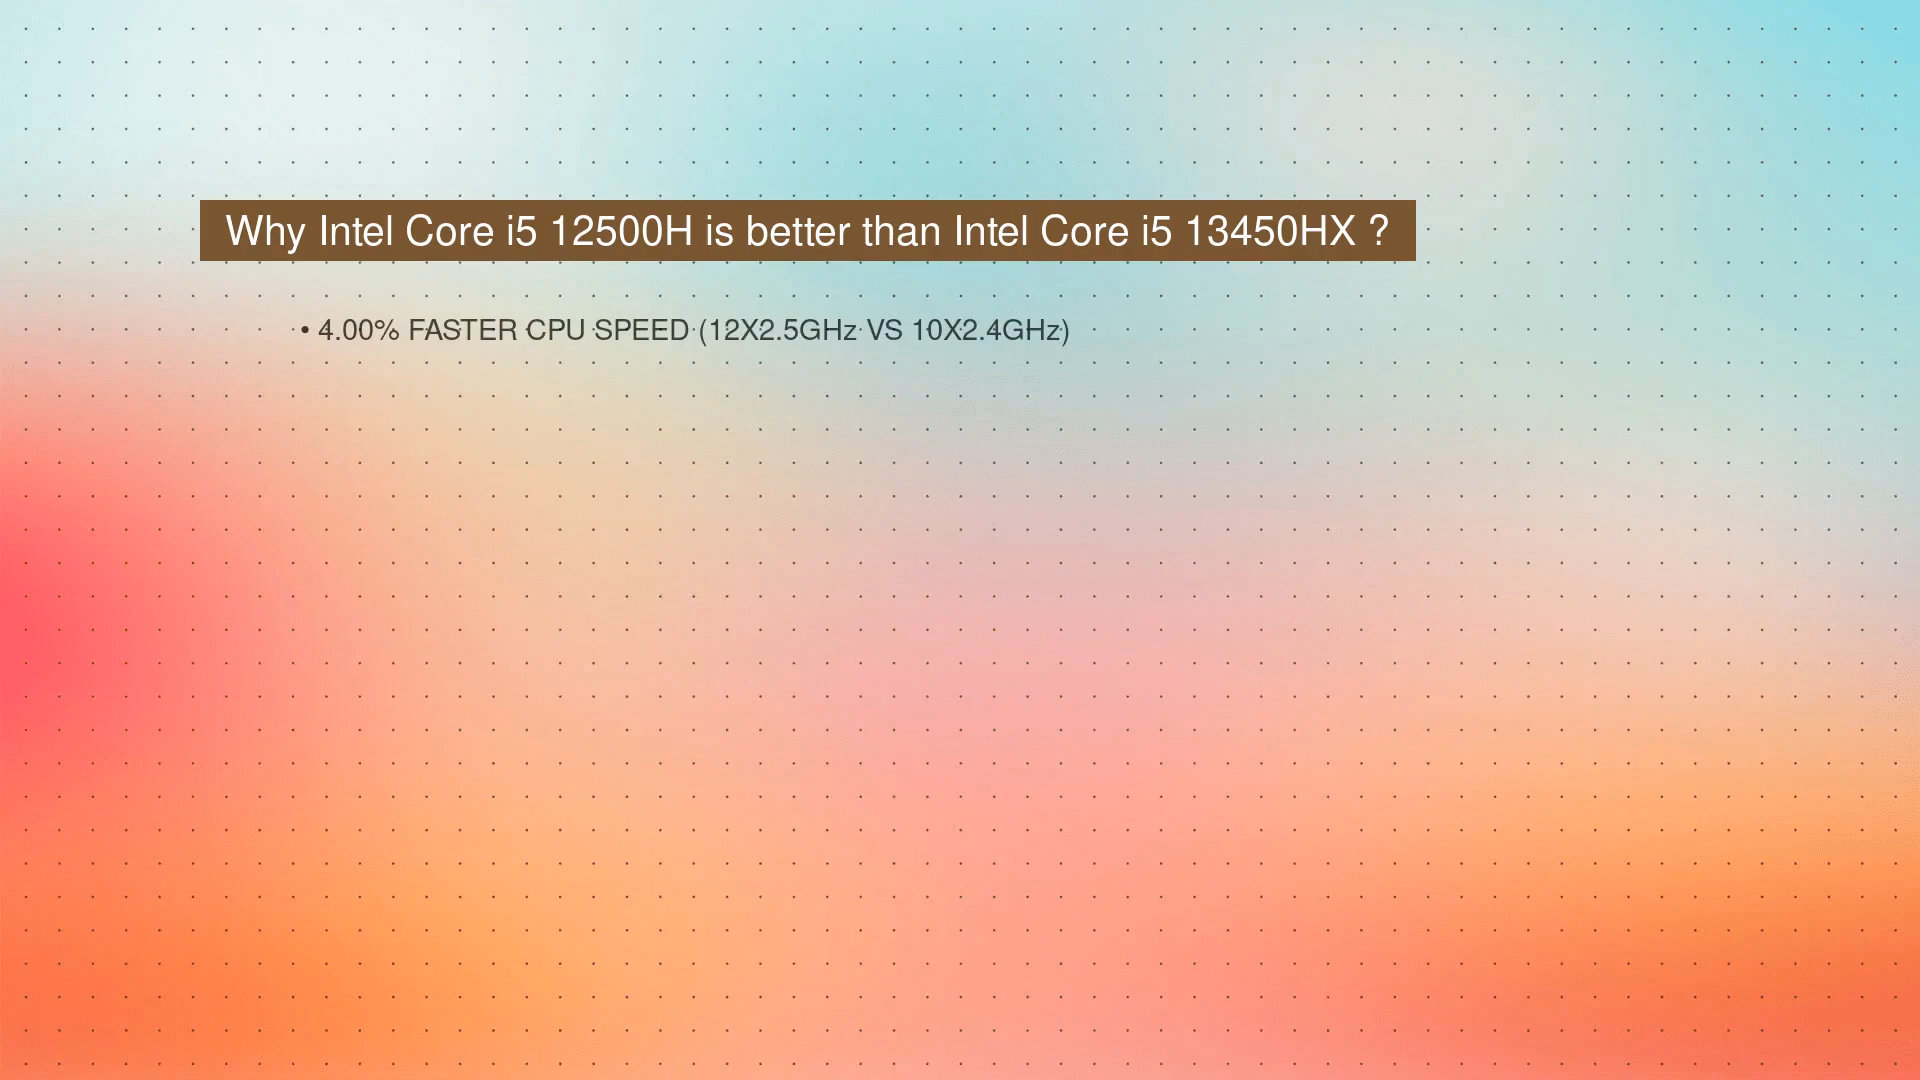 Why Intel Core i5 12500H is better than Intel Core i5 13450HX ?
• 4.00% FASTER CPU SPEED (12X2.5GHz VS 10X2.4GHz)